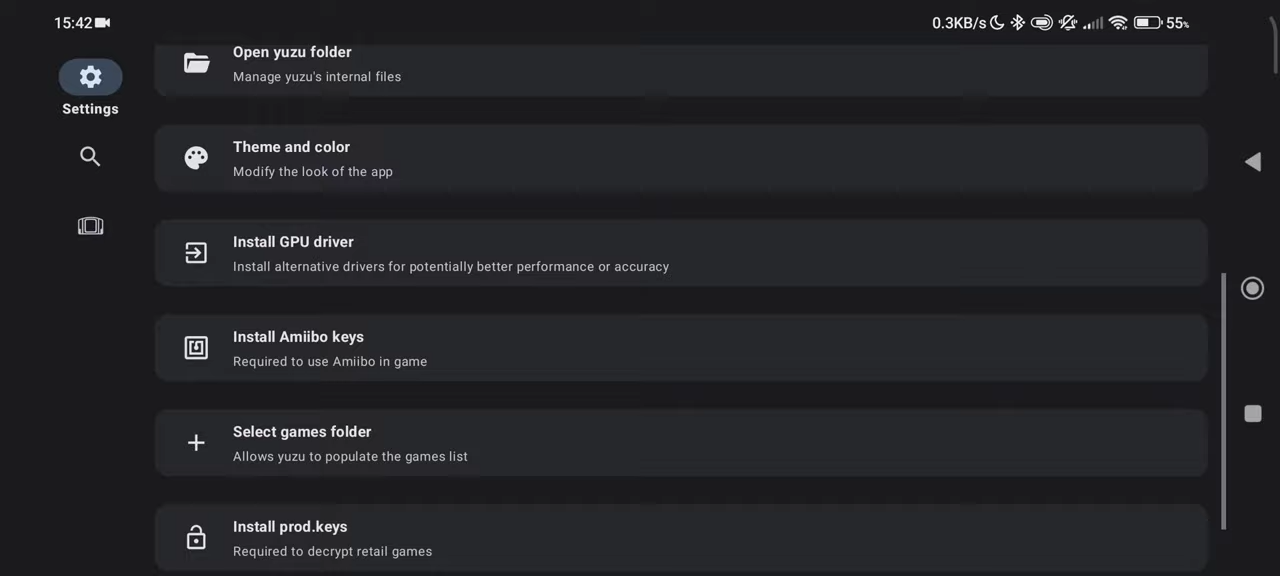 15:42
0.3KB/s
55%
Settings
Open yuzu folder
Manage yuzu's internal files
Theme and color
Modify the look of the app
Install GPU driver
Install alternative drivers for potentially better performance or accuracy
Install Amiibo keys
Required to use Amiibo in game
Select games folder
Allows yuzu to populate the games list
Install prod.keys
Required to decrypt retail games